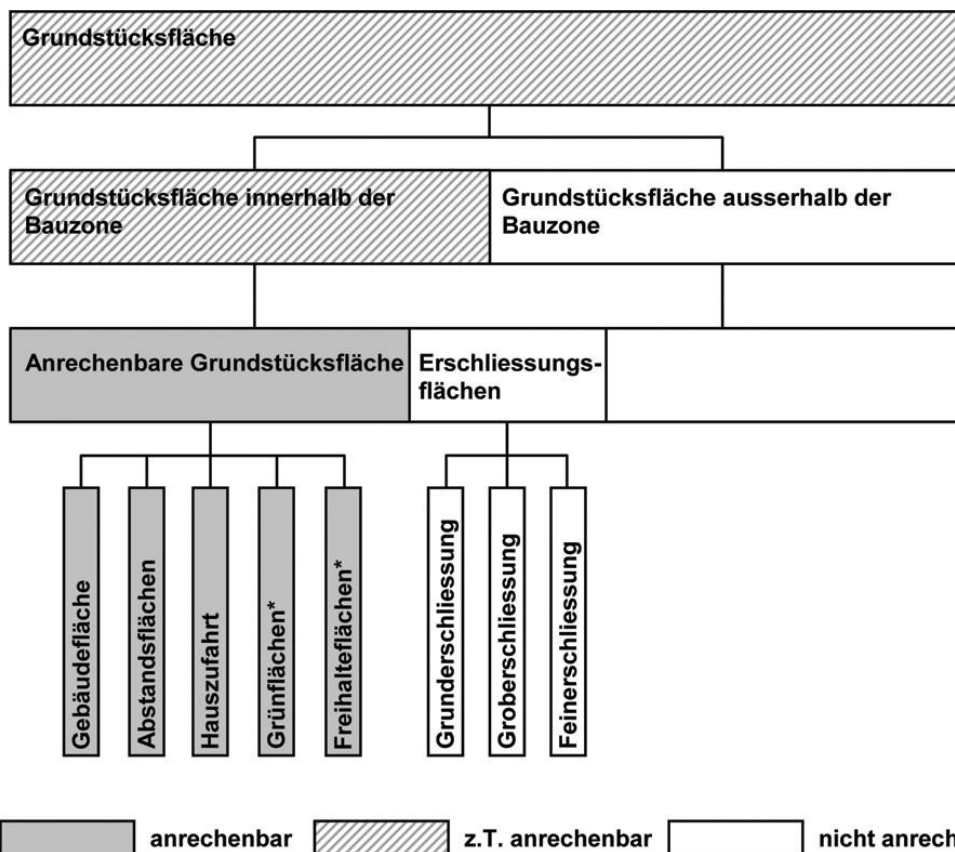 Grundstücksfläche
Grundstücksfläche innerhalb der
Bauzone
Grundstücksfläche ausserhalb der
Bauzone
Anrechenbare Grundstücksfläche
Erschliessungs-
flächen
Gebäudefläche
Abstandsflächen
Hauszufahrt
Grünflächen*
Freihalteflächen*
Grunderschliessung
Groberschliessung
Feinerschliessung
anrechenbar
z.T. anrechenbar
nicht anrech